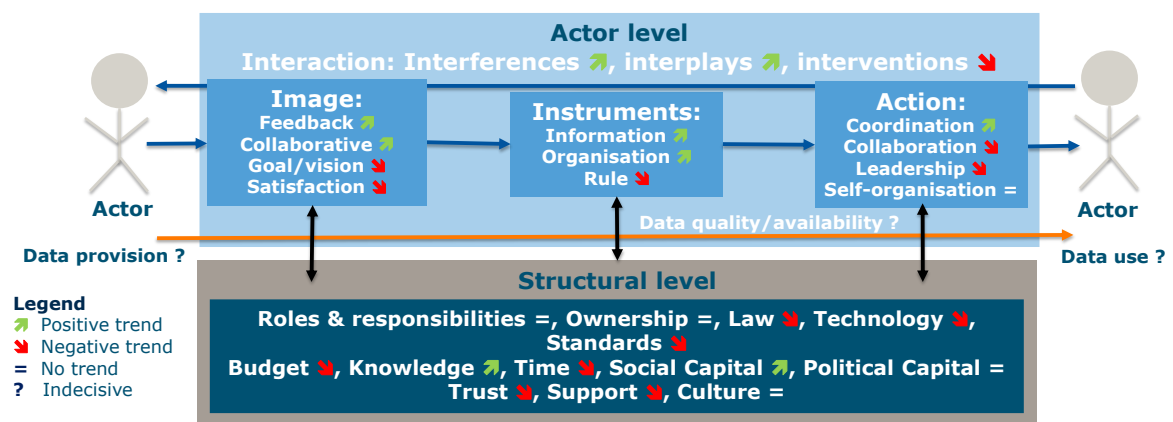 Actor level
Interaction: Interferences, interplays, interventions
Image:
Feedback
Collaborative
Goal/vision
Satisfaction
Instruments:
Information
Organisation
Rule
Action:
Coordination
Collaboration
Leadership
Self-organisation =
Actor
Actor
Data quality/availability ?
Data provision ?
Data use ?
Structural level
Roles & responsibilities =, Ownership =, Law, Technology,
Standards
Budget, Knowledge, Time, Social Capital, Political Capital =
Trust, Support, Culture =
Legend
Positive trend
Negative trend
= No trend
? Indecisive